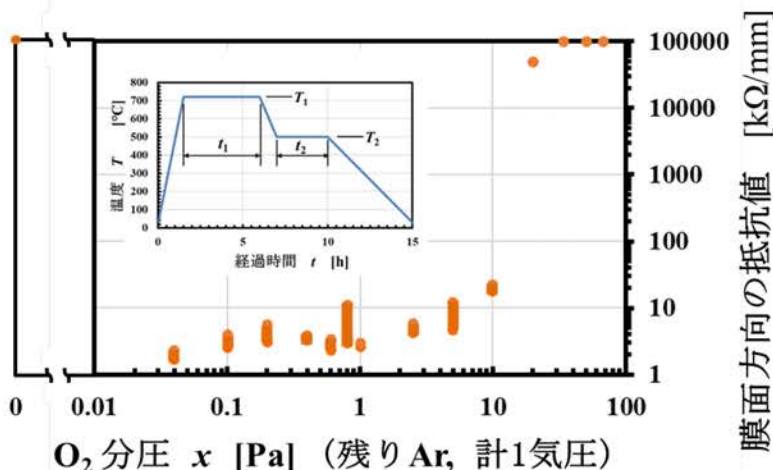 100000
10000
1000
100
10
1
膜面方向の抵抗値 [kΩ/mm]
800
700
600
500
400
300
200
100
0
温度 T [℃]
T1
T2
t1
t2
0 5 10 15
経過時間 t [h]
0 0.01 0.1 1 10 100
O2 分圧 x [Pa] (残り Ar, 計1気圧)